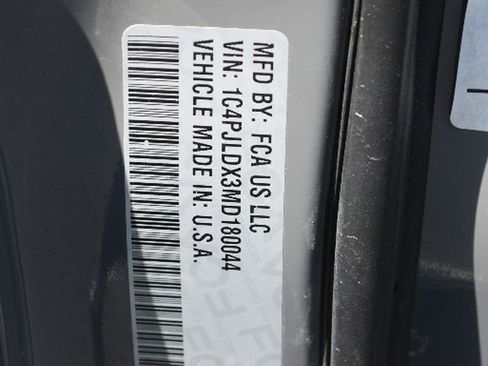 MFD BY: FCA US LLC
VIN: 1C4PJLDX3MD180044
VEHICLE MADE IN: U.S.A.